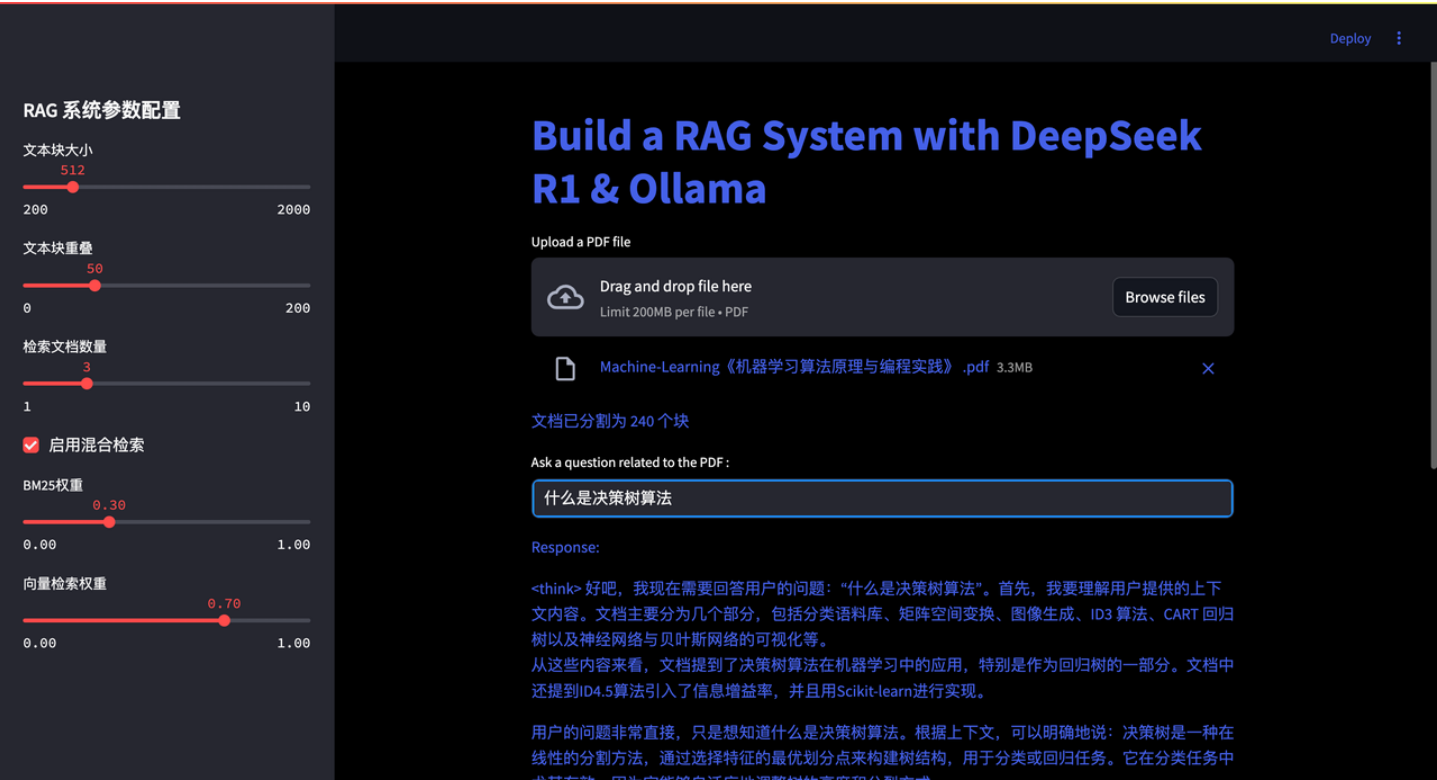 Deploy
RAG 系统参数配置
文本块大小
512
200 2000
文本块重叠
50
0 200
检索文档数量
3
1 10
启用混合检索
BM25权重
0.30
0.00 1.00
向量检索权重
0.70
0.00 1.00
Build a RAG System with DeepSeek
R1 & Ollama
Upload a PDF file
Drag and drop file here
Limit 200MB per file • PDF
Browse files
Machine-Learning《机器学习算法原理与编程实践》 .pdf 3.3MB
文档已分割为 240 个块
Ask a question related to the PDF :
什么是决策树算法
Response:
<think> 好吧，我现在需要回答用户的问题：“什么是决策树算法”。首先，我要理解用户提供的上下
文内容。文档主要分为几个部分，包括分类语料库、矩阵空间变换、图像生成、ID3 算法、CART 回归
树以及神经网络与贝叶斯网络的可视化等。
从这些内容来看，文档提到了决策树算法在机器学习中的应用，特别是作为回归树的一部分。文档中
还提到ID4.5算法引入了信息增益率，并且用Scikit-learn进行实现。
用户的问题非常直接，只是想知道什么是决策树算法。根据上下文，可以明确地说：决策树是一种在
线性的分割方法，通过选择特征的最优划分点来构建树结构，用于分类或回归任务。它在分类任务中